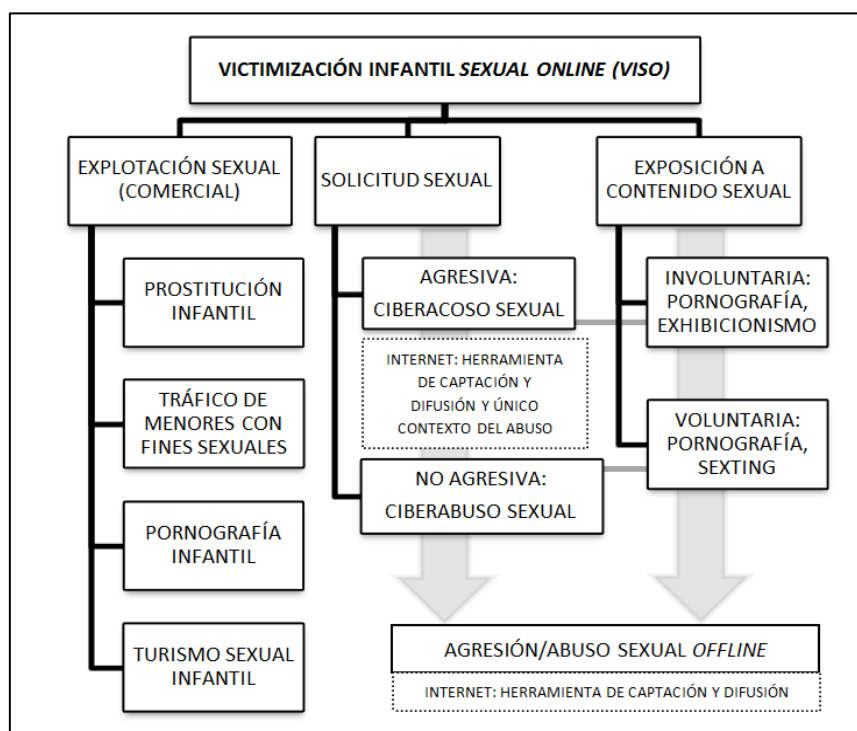 VICTIMIZACIÓN INFANTIL SEXUAL ONLINE (VISO)
EXPLOTACIÓN SEXUAL
(COMERCIAL)
PROSTITUCIÓN
INFANTIL
TRÁFICO DE
MENORES CON
FINES SEXUALES
PORNOGRAFÍA
INFANTIL
TURISMO SEXUAL
INFANTIL
SOLICITUD SEXUAL
AGRESIVA:
CIBERACOSO SEXUAL
INTERNET: HERRAMIENTA
DE CAPTACIÓN Y
DIFUSIÓN Y ÚNICO
CONTEXTO DEL ABUSO
NO AGRESIVA:
CIBERABUSO SEXUAL
EXPOSICIÓN A
CONTENIDO SEXUAL
INVOLUNTARIA:
PORNOGRAFÍA,
EXHIBICIONISMO
VOLUNTARIA:
PORNOGRAFÍA,
SEXTING
AGRESIÓN/ABUSO SEXUAL OFFLINE
INTERNET: HERRAMIENTA DE CAPTACIÓN Y DIFUSIÓN